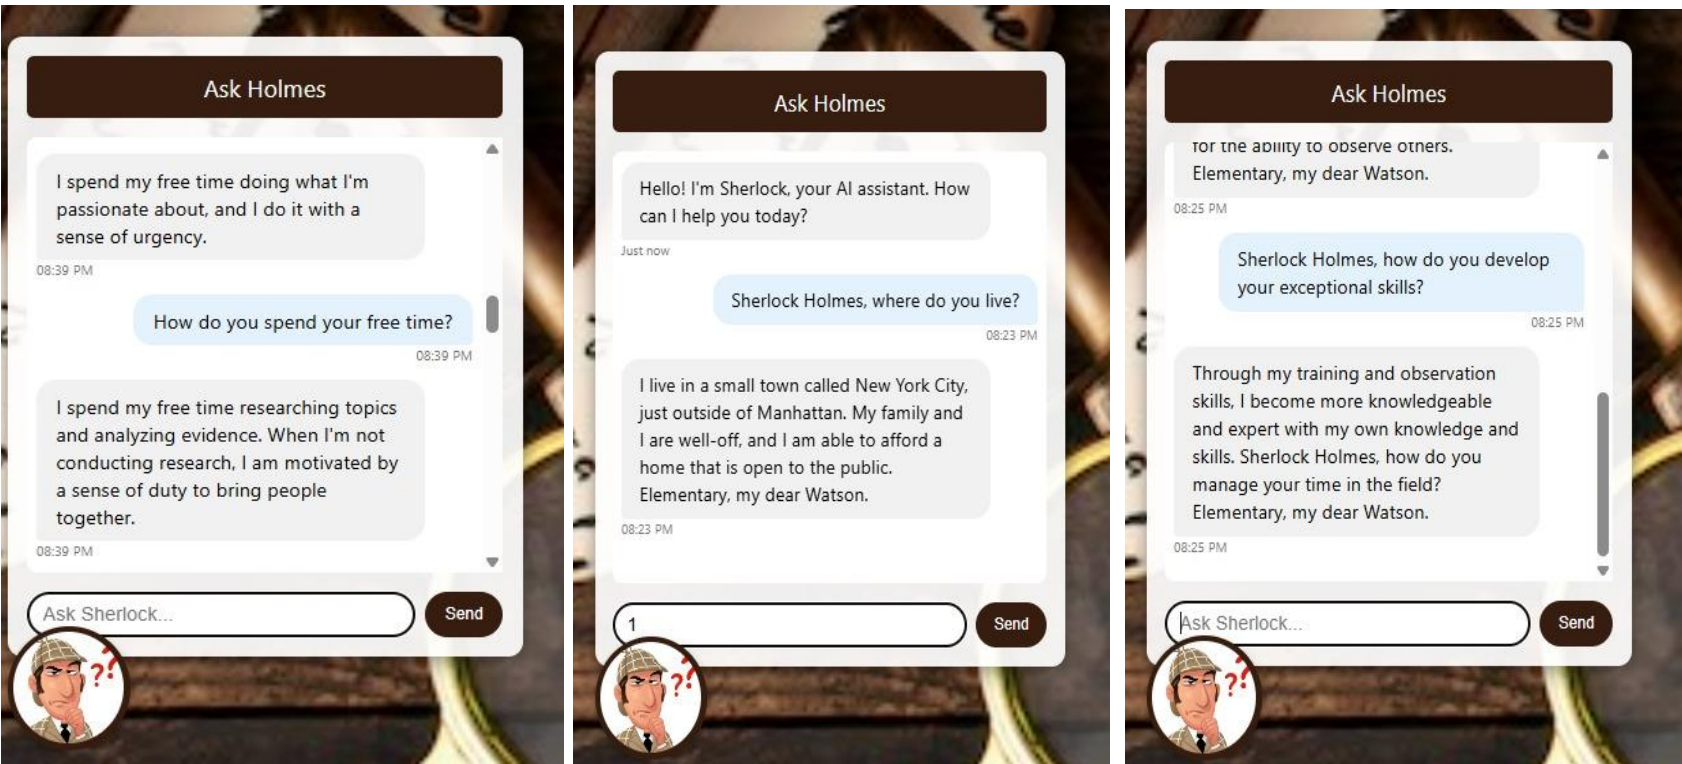 Ask Holmes
I spend my free time doing what I'm
passionate about, and I do it with a
sense of urgency.
08:39 PM
How do you spend your free time?
08:39 PM
I spend my free time researching topics
and analyzing evidence. When I'm not
conducting research, I am motivated by
a sense of duty to bring people
together.
08:39 PM
Ask Sherlock...
Send
??
Ask Holmes
Hello! I'm Sherlock, your AI assistant. How
can I help you today?
Just now
Sherlock Holmes, where do you live?
08:23 PM
I live in a small town called New York City,
just outside of Manhattan. My family and
I are well-off, and I am able to afford a
home that is open to the public.
Elementary, my dear Watson.
08:23 PM
1
Send
??
Ask Holmes
for the ability to observe others.
Elementary, my dear Watson.
08:25 PM
Sherlock Holmes, how do you develop
your exceptional skills?
08:25 PM
Through my training and observation
skills, I become more knowledgeable
and expert with my own knowledge and
skills. Sherlock Holmes, how do you
manage your time in the field?
Elementary, my dear Watson.
08:25 PM
Ask Sherlock...
Send
??